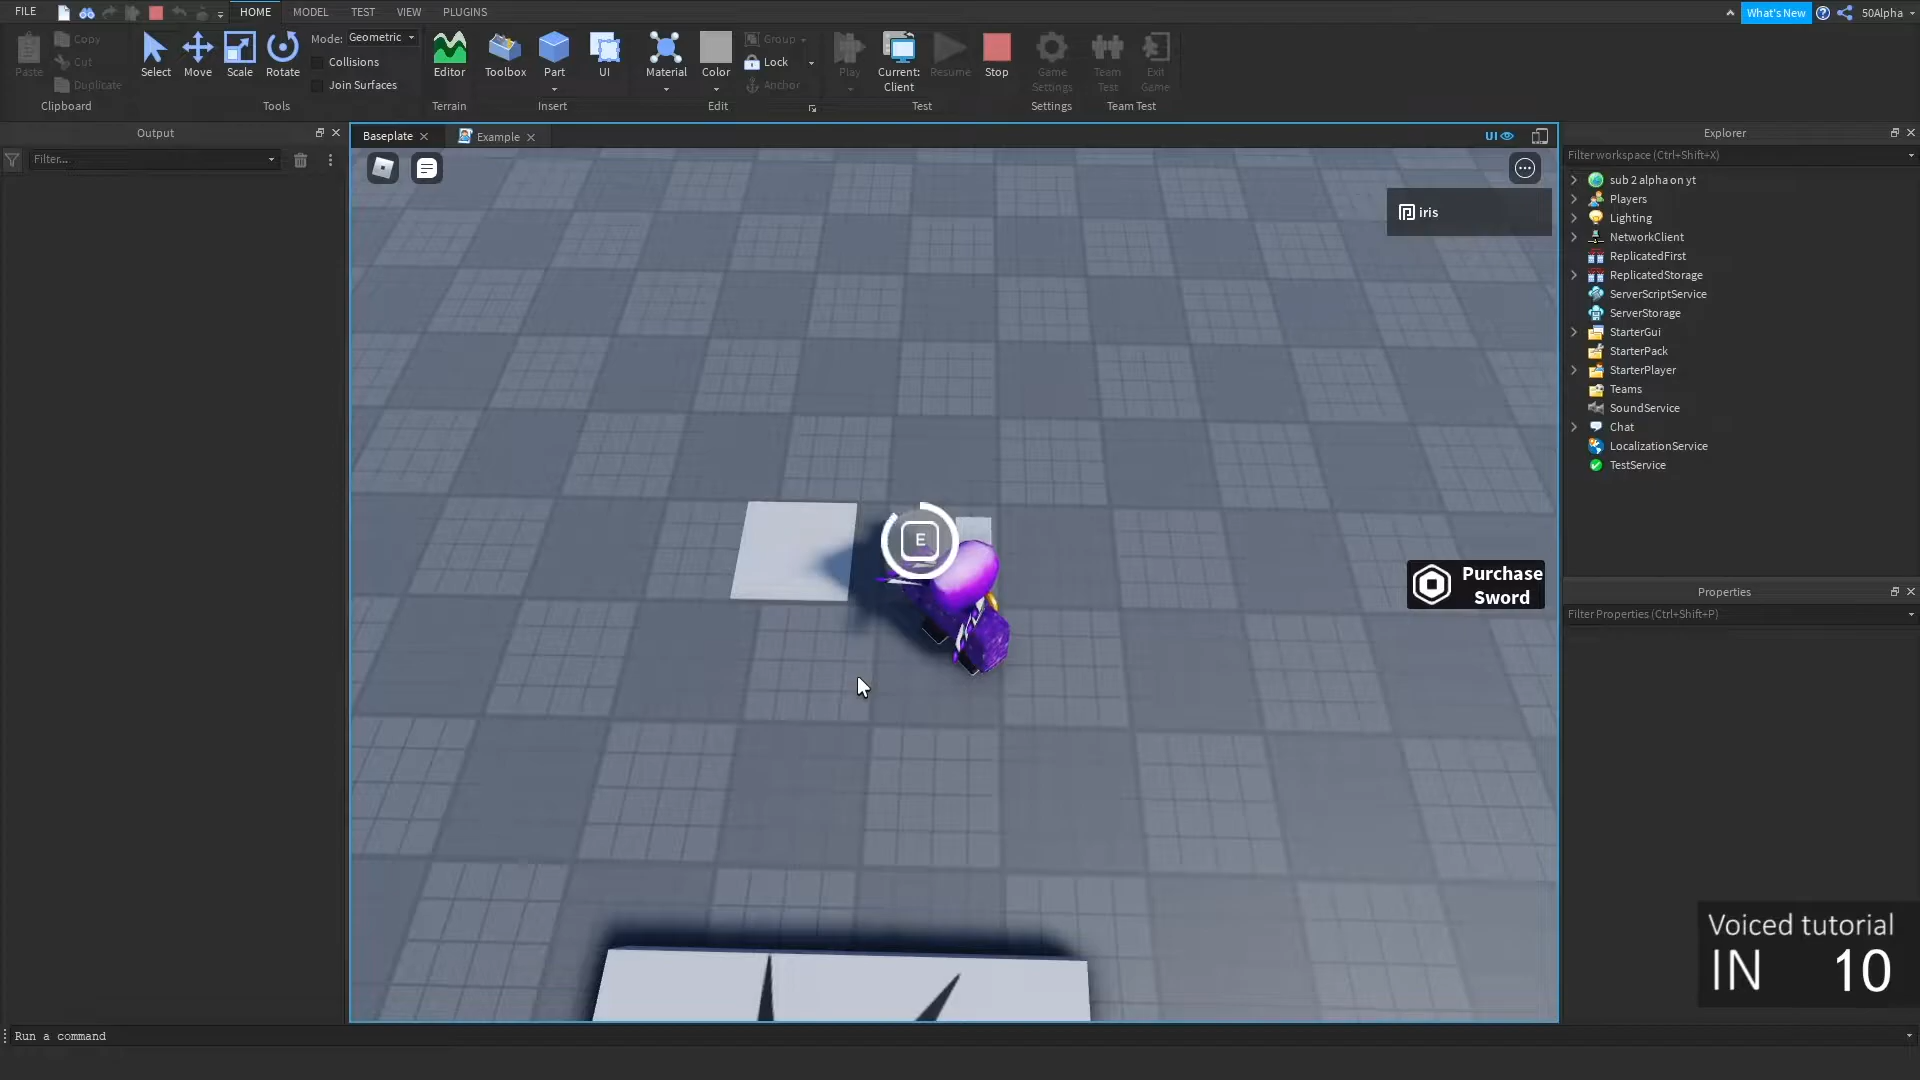 FILE
HOME
MODEL
TEST
VIEW
PLUGINS
What's New
50Alpha
Paste
Copy
Cut
Duplicate
Clipboard
Select
Move
Scale
Rotate
Mode: Geometric
Collisions
Join Surfaces
Tools
Editor
Terrain
Toolbox
Part
UI
Insert
Material
Color
Group
Lock
Anchor
Edit
Play
Current:
Client
Resume
Stop
Test
Game
Settings
Settings
Team
Test
Exit
Game
Team Test
Output
Filter...
Baseplate
Example
UI
iris
E
Purchase
Sword
Explorer
Filter workspace (Ctrl+Shift+X)
sub 2 alpha on yt
Players
Lighting
NetworkClient
ReplicatedFirst
ReplicatedStorage
ServerScriptService
ServerStorage
StarterGui
StarterPack
StarterPlayer
Teams
SoundService
Chat
LocalizationService
TestService
Properties
Filter Properties (Ctrl+Shift+P)
Voiced tutorial
IN 10
Run a command